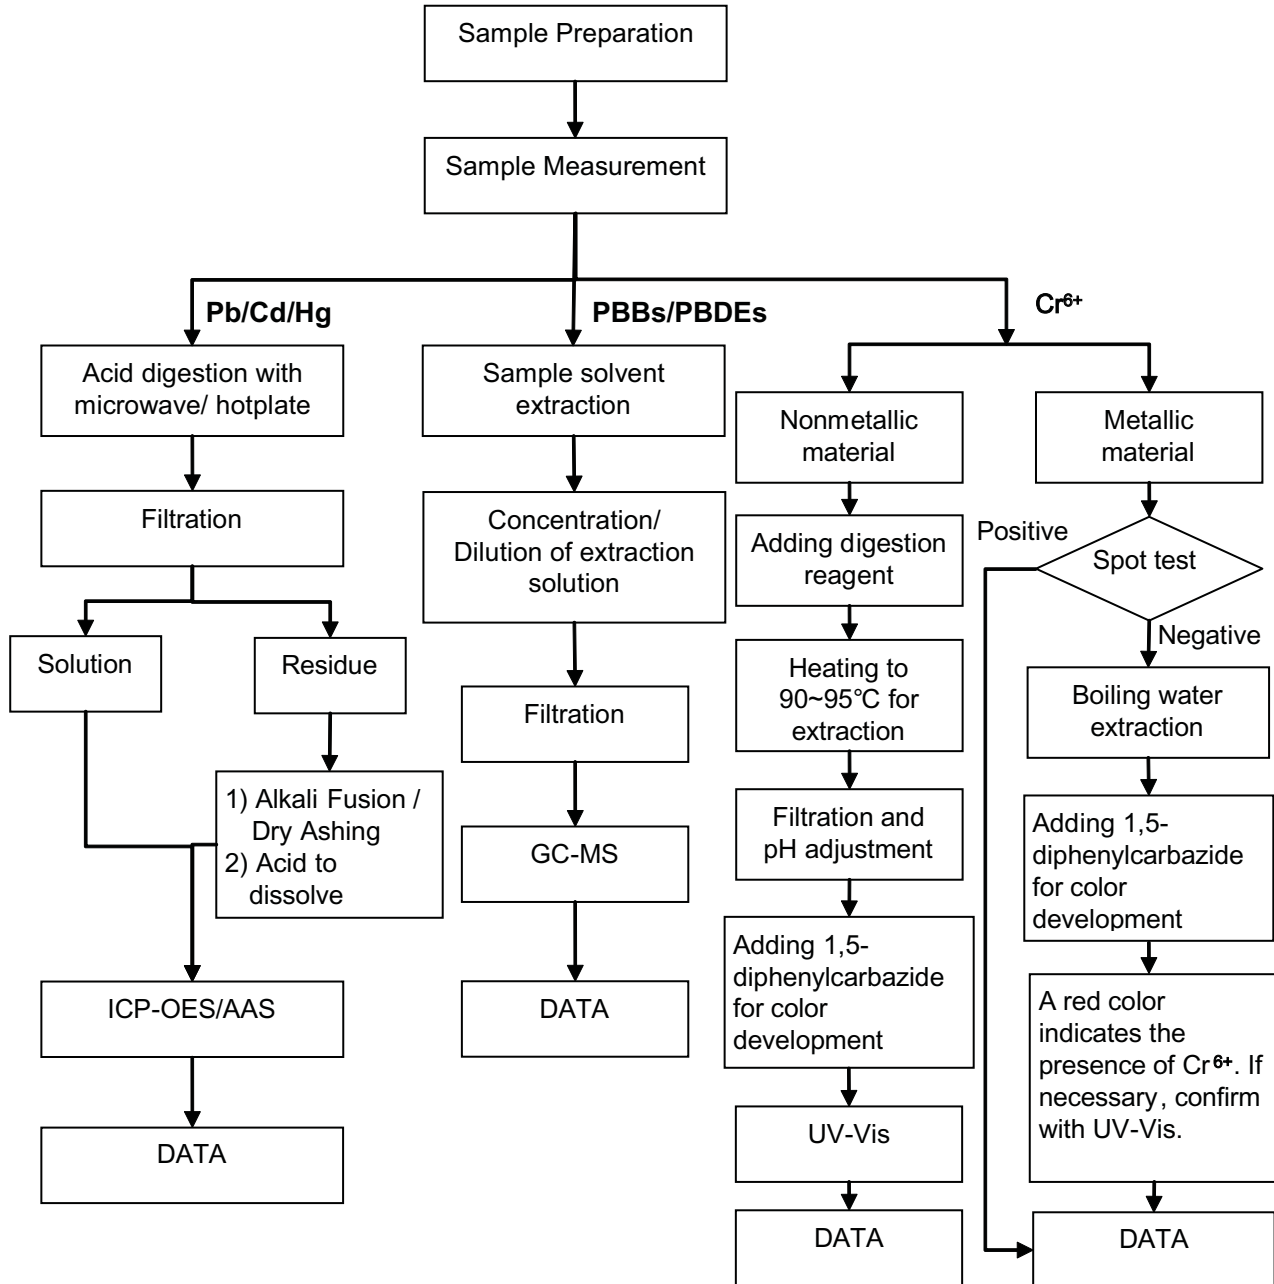 Sample Preparation
Sample Measurement
Pb/Cd/Hg
PBBs/PBDEs
Cr⁶⁺
Acid digestion with
microwave/ hotplate
Filtration
Solution
Residue
1) Alkali Fusion /
Dry Ashing
2) Acid to
dissolve
ICP-OES/AAS
DATA
Sample solvent
extraction
Concentration/
Dilution of extraction
solution
Filtration
GC-MS
DATA
Nonmetallic
material
Adding digestion
reagent
Heating to
90~95℃ for
extraction
Filtration and
pH adjustment
Adding 1,5-
diphenylcarbazide
for color
development
UV-Vis
DATA
Metallic
material
Positive
Spot test
Negative
Boiling water
extraction
Adding 1,5-
diphenylcarbazide
for color
development
A red color
indicates the
presence of Cr⁶⁺. If
necessary, confirm
with UV-Vis.
DATA